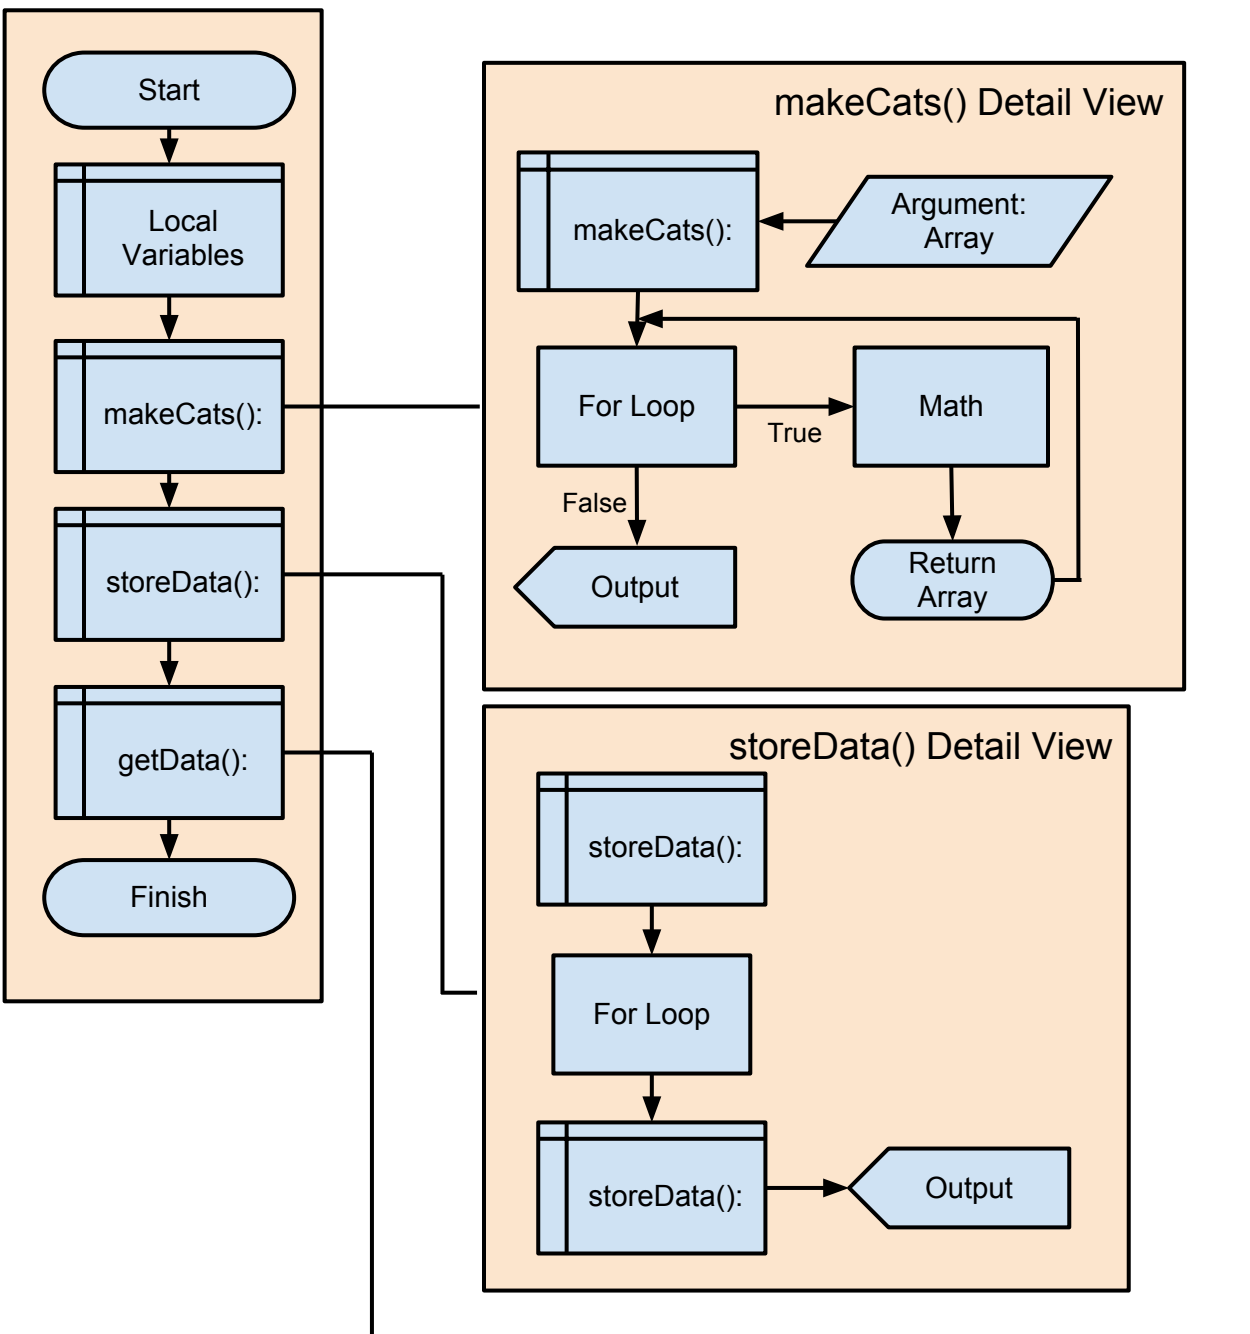 Start
Local
Variables
makeCats():
storeData():
getData():
Finish
makeCats() Detail View
makeCats():
Argument:
Array
For Loop
True
Math
False
Output
Return
Array
storeData() Detail View
storeData():
For Loop
storeData():
Output